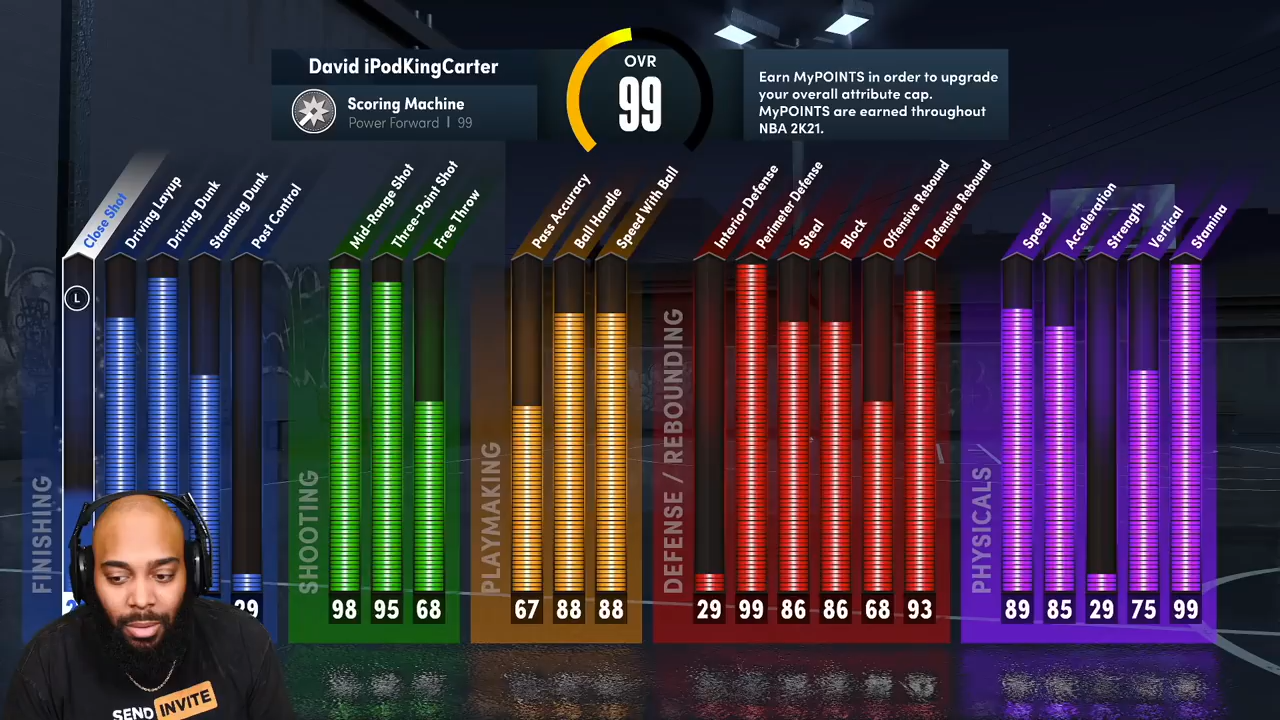 David iPodKingCarter
Scoring Machine
Power Forward | 99
OVR
99
Earn MyPOINTS in order to upgrade
your overall attribute cap.
MyPOINTS are earned throughout
NBA 2K21.
Close Shot
Driving Layup
Driving Dunk
Standing Dunk
Post Control
Mid-Range Shot
Three-Point Shot
Free Throw
Pass Accuracy
Ball Handle
Speed With Ball
Interior Defense
Perimeter Defense
Steal
Block
Offensive Rebound
Defensive Rebound
Speed
Acceleration
Strength
Vertical
Stamina
L
FINISHING
SHOOTING
PLAYMAKING
DEFENSE / REBOUNDING
PHYSICALS
29 98 95 68 67 88 88 29 99 86 86 68 93 89 85 29 75 99
SEND INVITE